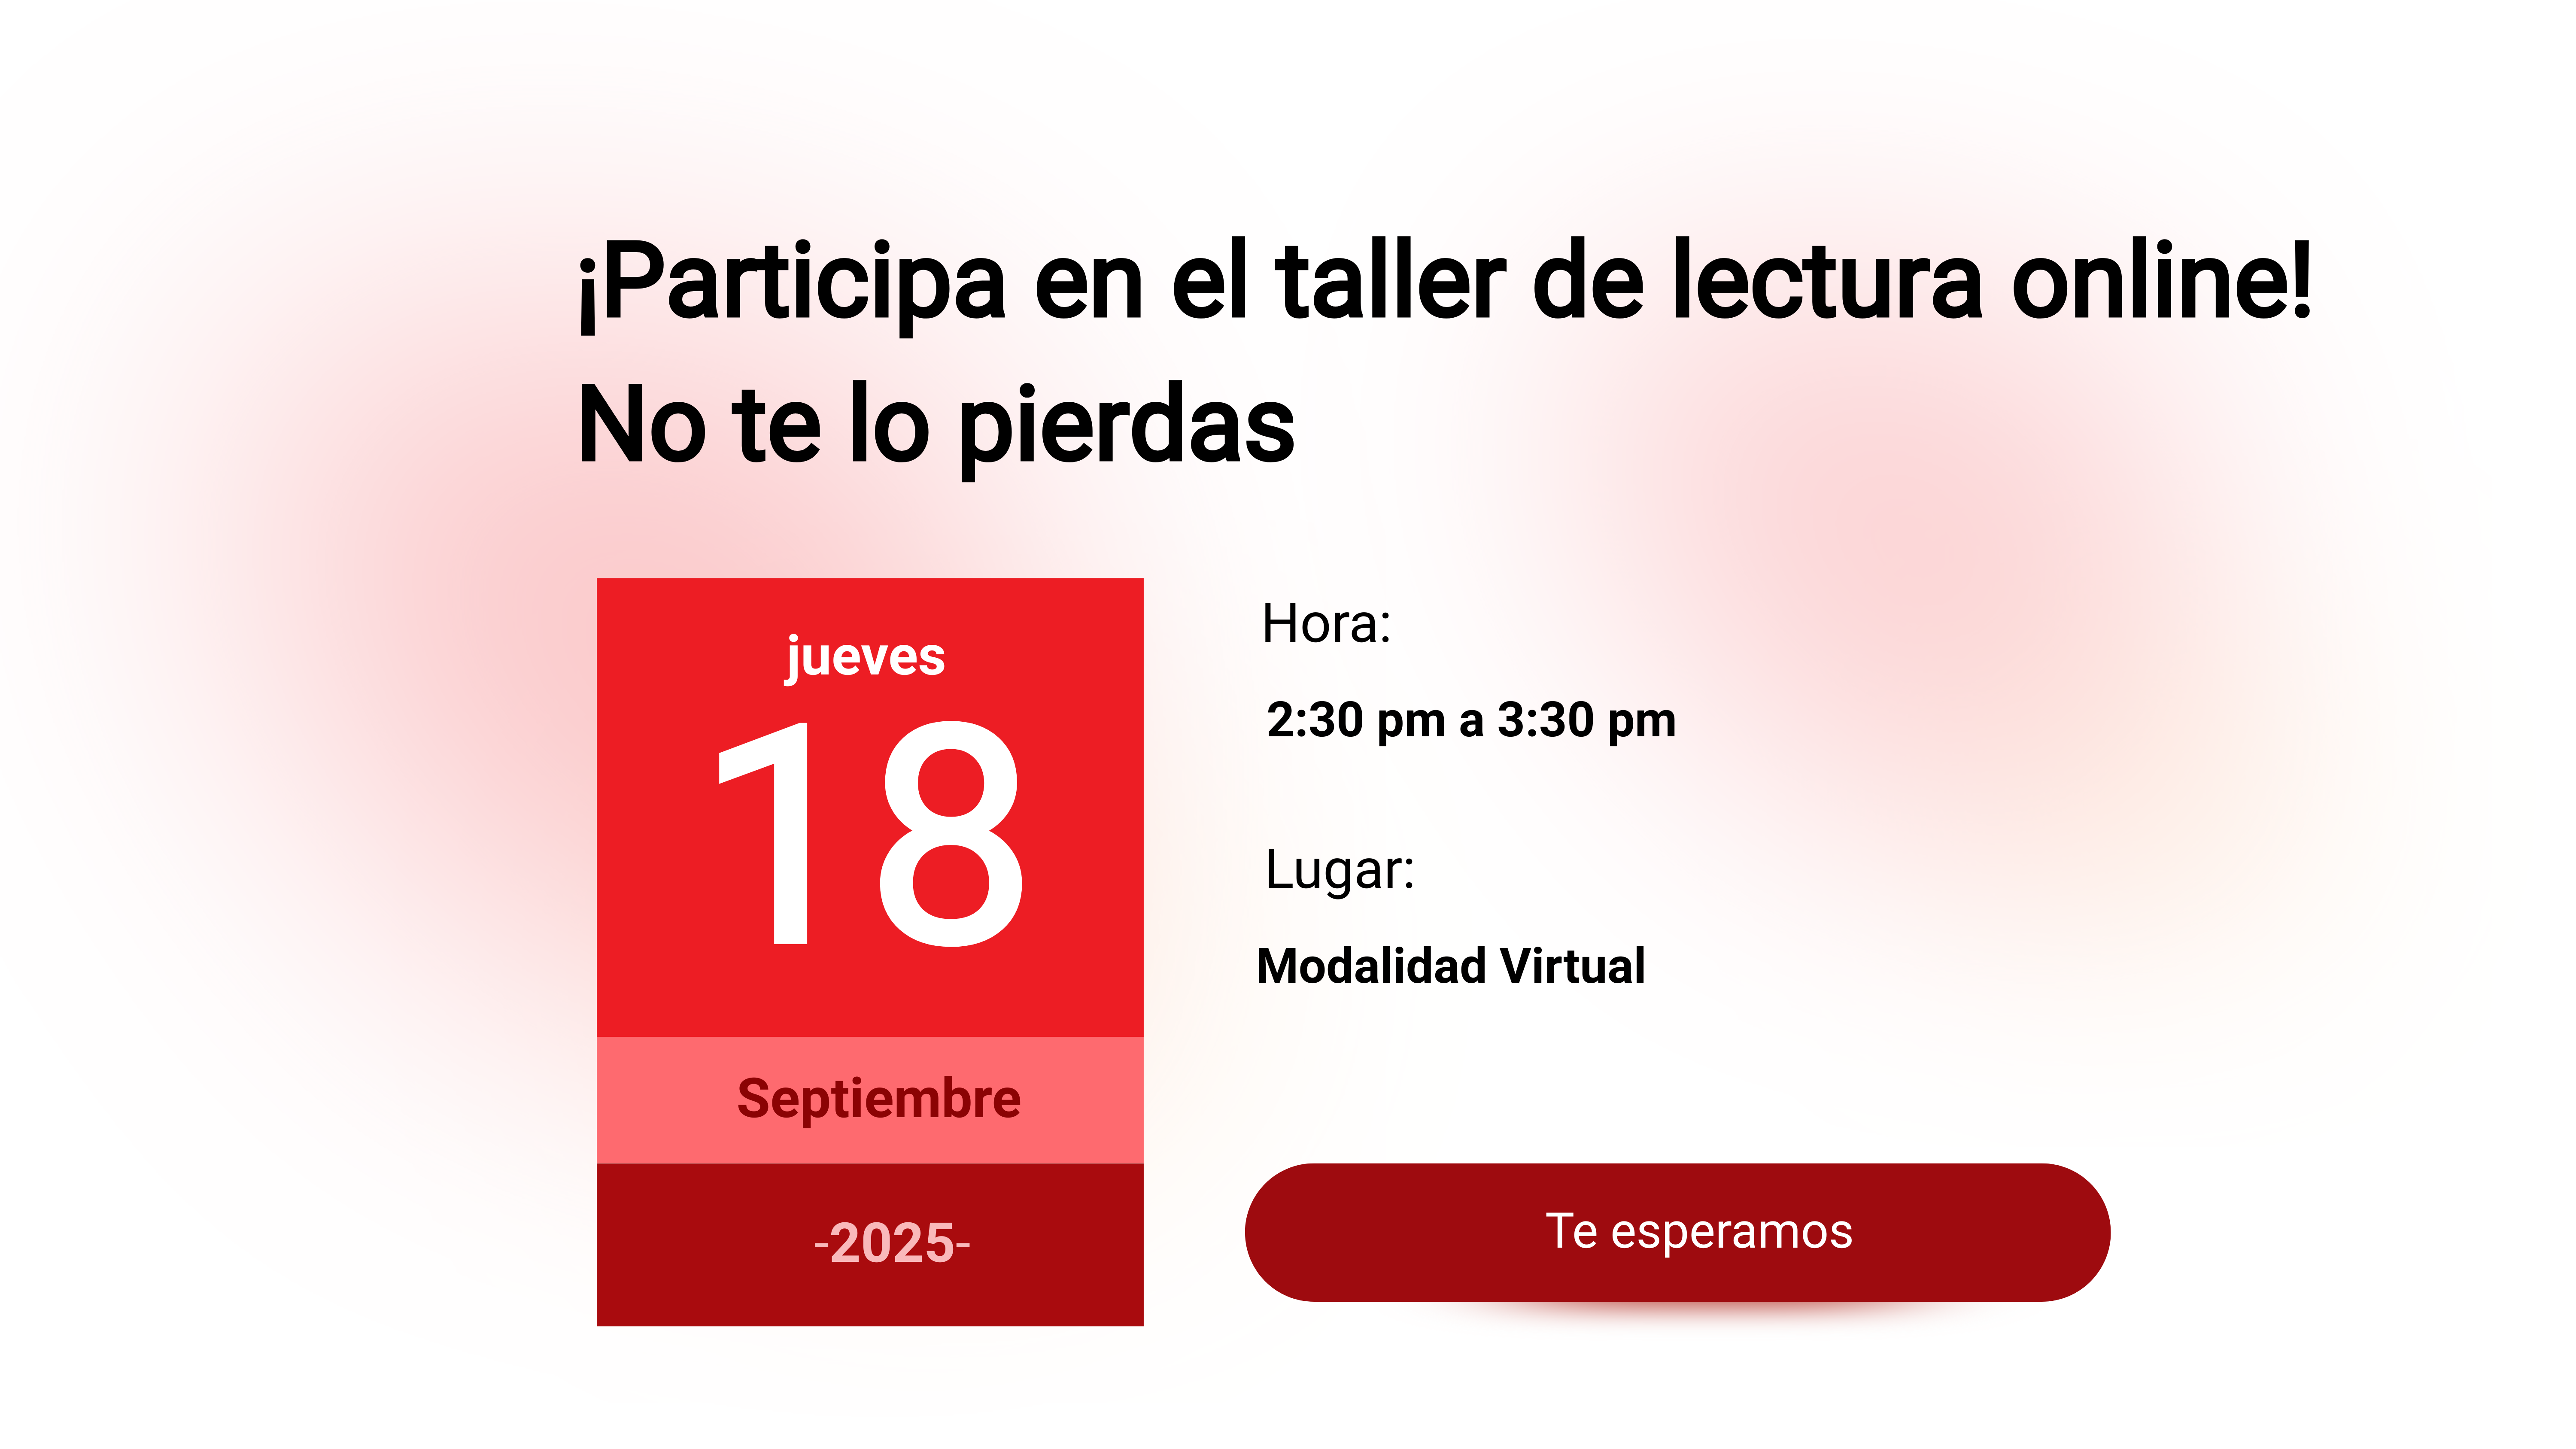 ¡Participa en el taller de lectura online!
No te lo pierdas
jueves
18
Septiembre
-2025-
Hora:
2:30 pm a 3:30 pm
Lugar:
Modalidad Virtual
Te esperamos